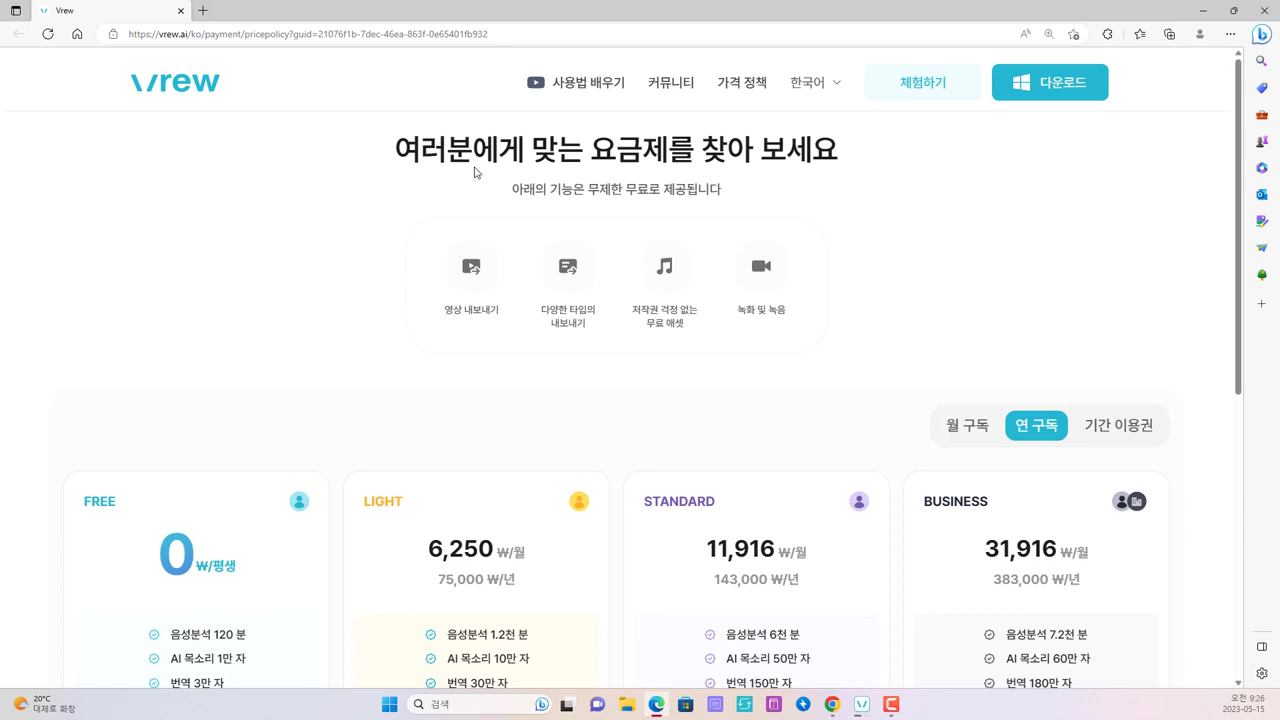 Vrew
https://vrew.ai/ko/payment/pricepolicy?guid=21076f1b-7dec-46ea-863f-0e65401fb932
vrew
사용법 배우기
커뮤니티
가격 정책
한국어
체험하기
다운로드
여러분에게 맞는 요금제를 찾아 보세요
아래의 기능은 무제한 무료로 제공됩니다
영상 내보내기
다양한 타입의
내보내기
저작권 걱정 없는
무료 애셋
녹화 및 녹음
월 구독
연 구독
기간 이용권
FREE
0 ₩/평생
음성분석 120 분
AI 목소리 1만 자
번역 3만 자
LIGHT
6,250 ₩/월
75,000 ₩/년
음성분석 1.2천 분
AI 목소리 10만 자
번역 30만 자
STANDARD
11,916 ₩/월
143,000 ₩/년
음성분석 6천 분
AI 목소리 50만 자
번역 150만 자
BUSINESS
31,916 ₩/월
383,000 ₩/년
음성분석 7.2천 분
AI 목소리 60만 자
번역 180만 자
20°C
대체로 화창
검색
오전 9:26
2023-05-15